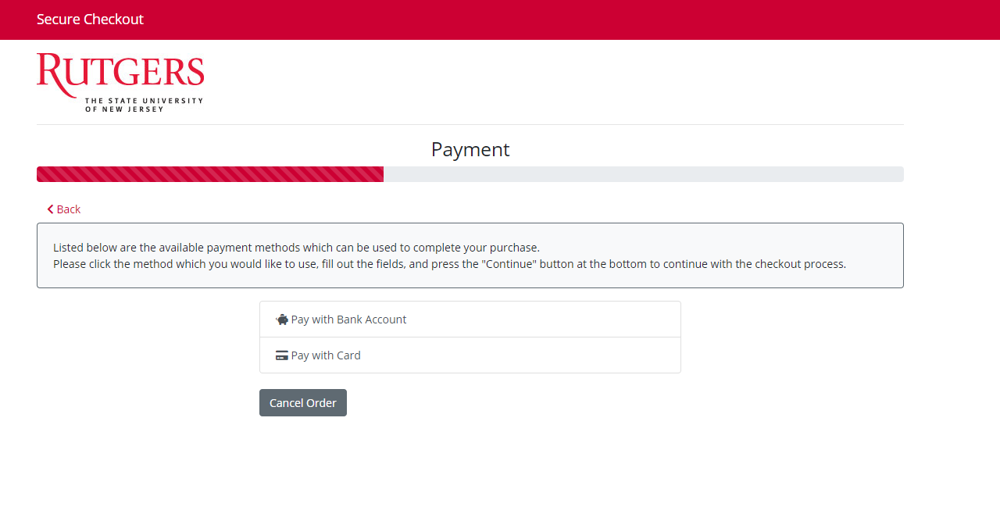 Secure Checkout
RUTGERS
THE STATE UNIVERSITY
OF NEW JERSEY
Payment
Back
Listed below are the available payment methods which can be used to complete your purchase.
Please click the method which you would like to use, fill out the fields, and press the "Continue" button at the bottom to continue with the checkout process.
Pay with Bank Account
Pay with Card
Cancel Order